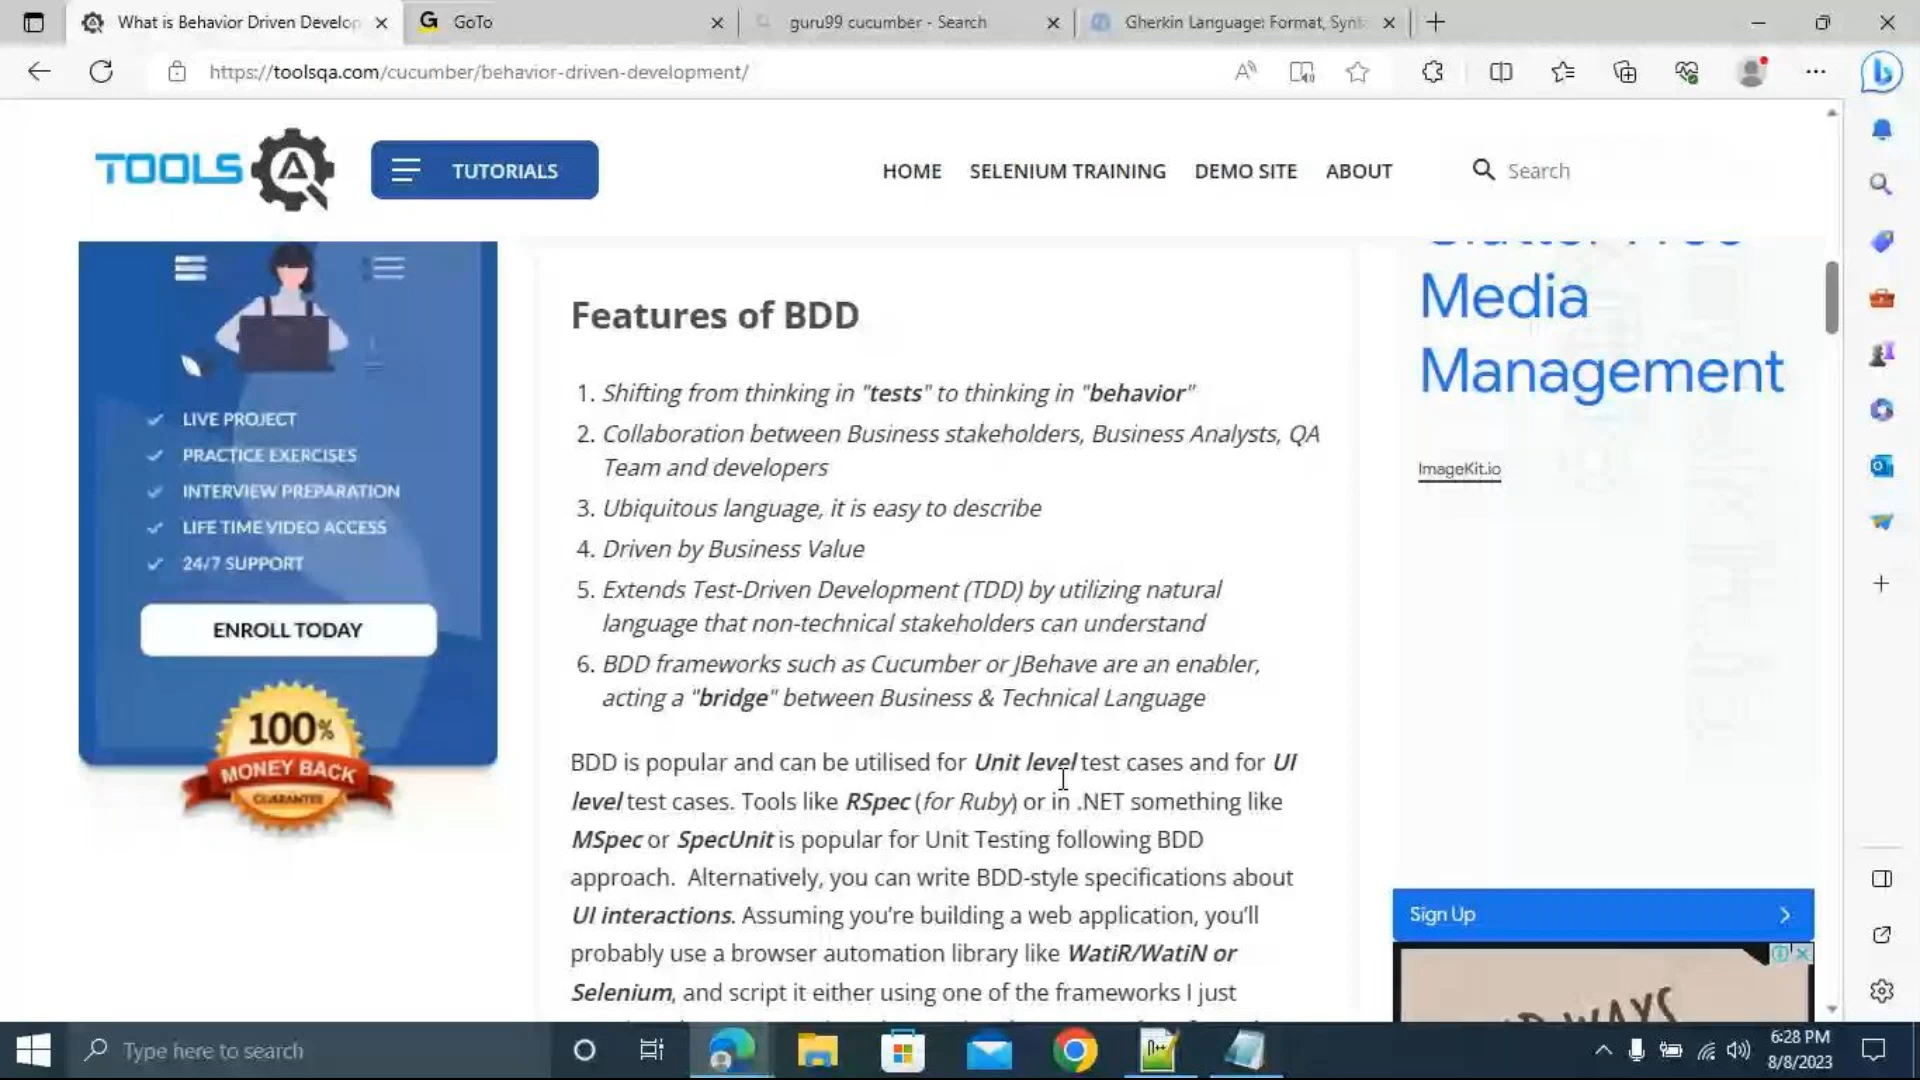 What is Behavior Driven Develop
GoTo
guru99 cucumber - Search
Gherkin Language: Format, Synt
https://toolsqa.com/cucumber/behavior-driven-development/
TOOLS
TUTORIALS
HOME
SELENIUM TRAINING
DEMO SITE
ABOUT
Search
LIVE PROJECT
PRACTICE EXERCISES
INTERVIEW PREPARATION
LIFE TIME VIDEO ACCESS
24/7 SUPPORT
ENROLL TODAY
100%
MONEY BACK
GUARANTEE
Features of BDD
1. Shifting from thinking in "tests" to thinking in "behavior"
2. Collaboration between Business stakeholders, Business Analysts, QA
Team and developers
3. Ubiquitous language, it is easy to describe
4. Driven by Business Value
5. Extends Test-Driven Development (TDD) by utilizing natural
language that non-technical stakeholders can understand
6. BDD frameworks such as Cucumber or JBehave are an enabler,
acting a "bridge" between Business & Technical Language
BDD is popular and can be utilised for Unit level test cases and for UI
level test cases. Tools like RSpec (for Ruby) or in .NET something like
MSpec or SpecUnit is popular for Unit Testing following BDD
approach.  Alternatively, you can write BDD-style specifications about
UI interactions. Assuming you're building a web application, you'll
probably use a browser automation library like WatiR/WatiN or
Selenium, and script it either using one of the frameworks I just
Media
Management
ImageKit.io
Sign Up
Type here to search
6:28 PM
8/8/2023